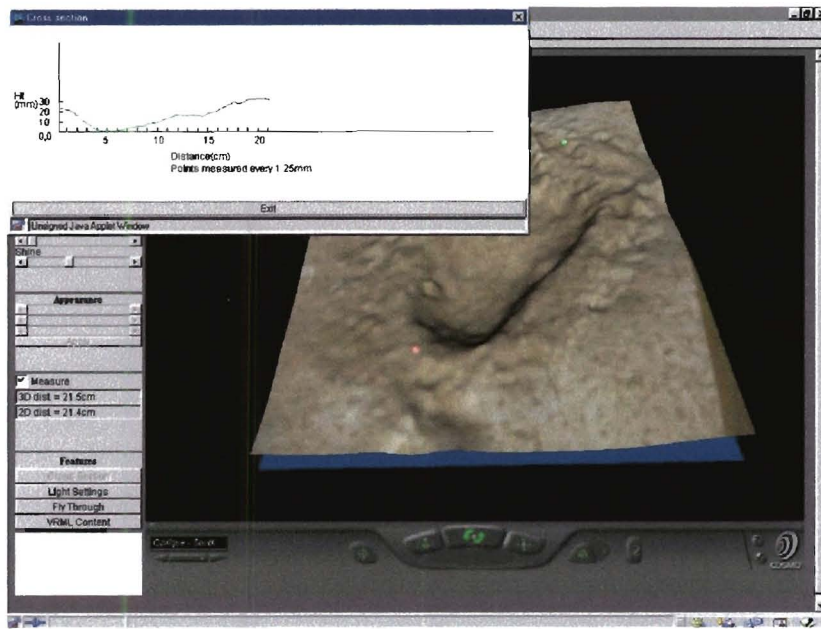 Cross section
Ht
(mm)
30
20
10
0,0
5
10
15
20
Distance(cm)
Points measured every 1.25mm
Exit
Unsigned Java Applet Window
Shine
Appearance
Measure
3D dist = 21.5cm
2D dist = 21.4cm
Features
Light Settings
Fly Through
VRML Content
COSMO